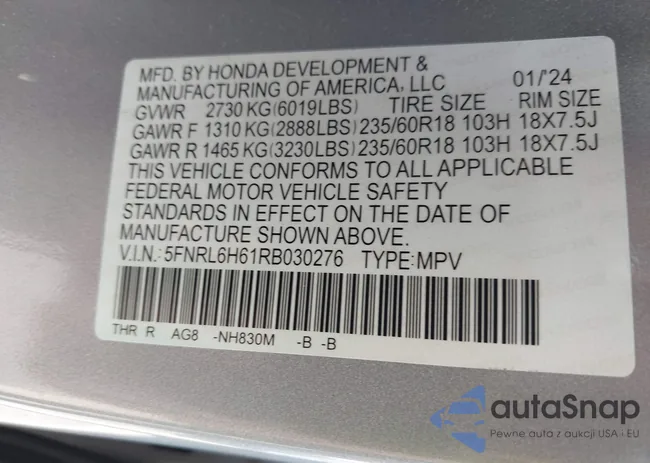 MFD. BY HONDA DEVELOPMENT &
MANUFACTURING OF AMERICA, LLC 01/'24
GVWR 2730 KG(6019LBS) TIRE SIZE RIM SIZE
GAWR F 1310 KG(2888LBS) 235/60R18 103H 18X7.5J
GAWR R 1465 KG(3230LBS) 235/60R18 103H 18X7.5J
THIS VEHICLE CONFORMS TO ALL APPLICABLE
FEDERAL MOTOR VEHICLE SAFETY
STANDARDS IN EFFECT ON THE DATE OF
MANUFACTURE SHOWN ABOVE.
V.I.N.: 5FNRL6H61RB030276 TYPE:MPV
THR R AG8 -NH830M -B -B
autaSnap
Pewne auta z aukcji USA i EU